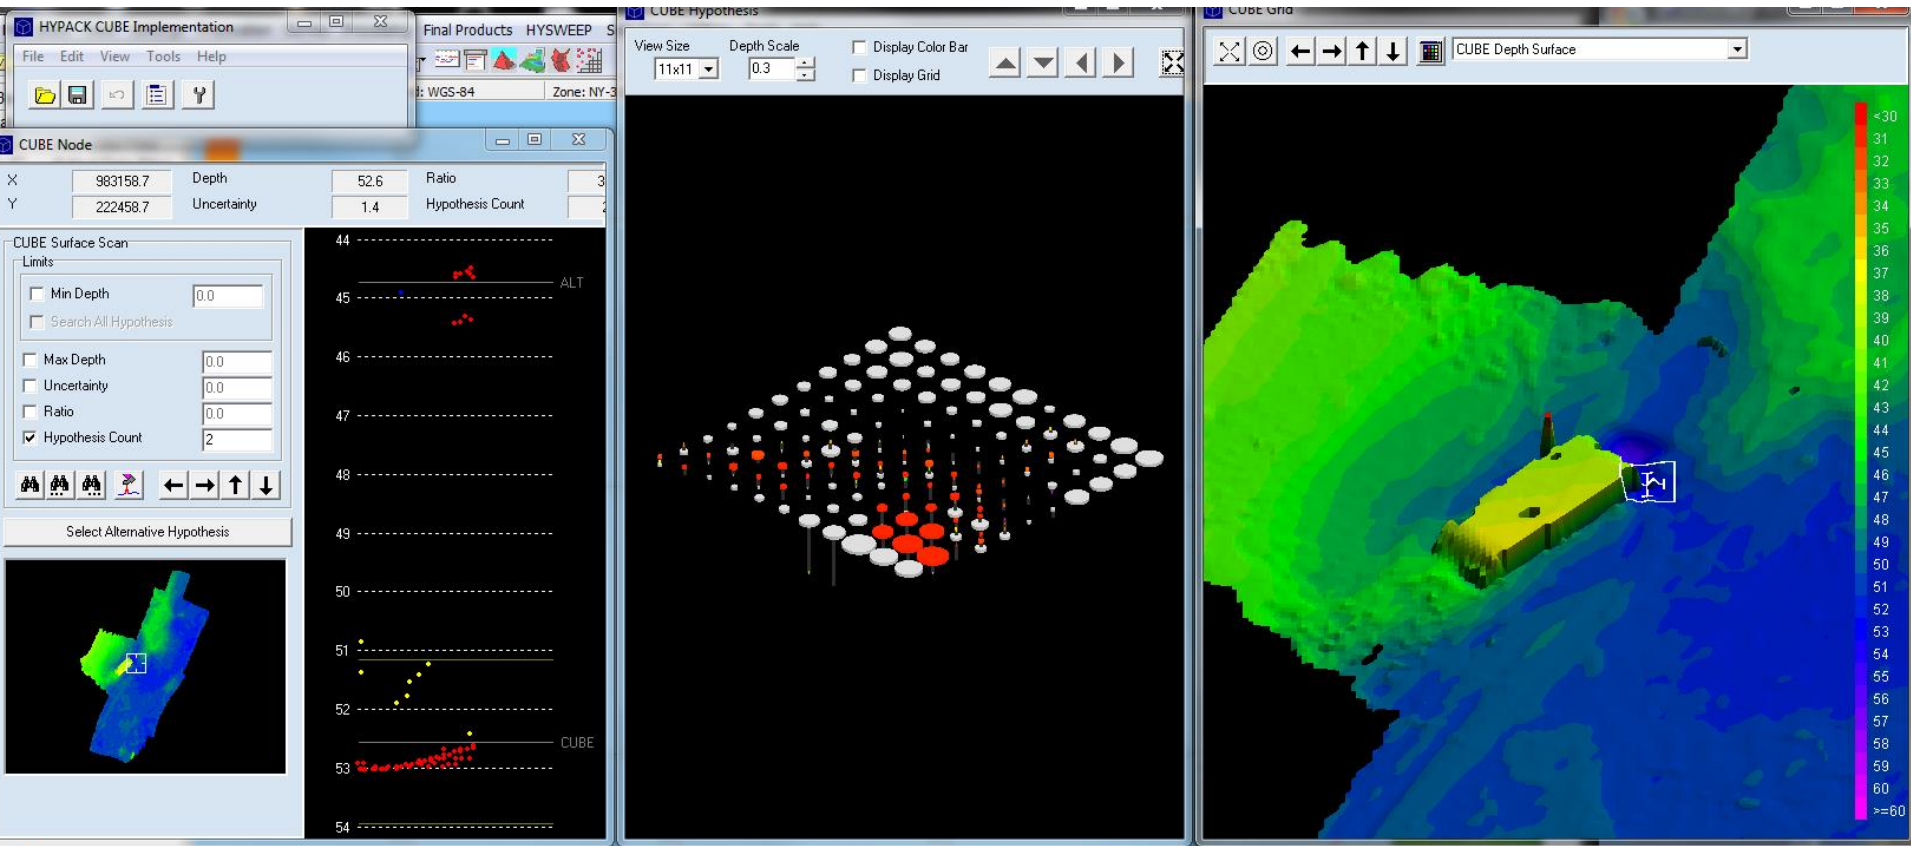 HYPACK CUBE Implementation
File Edit View Tools Help
Final Products HYSWEEP S
: WGS-84 Zone: NY-3
CUBE Node
X 983158.7 Depth 52.6 Ratio 3
Y 222458.7 Uncertainty 1.4 Hypothesis Count
CUBE Surface Scan
Limits
Min Depth 0.0
Search All Hypothesis
Max Depth 0.0
Uncertainty 0.0
Ratio 0.0
Hypothesis Count 2
Select Alternative Hypothesis
44
ALT
45
46
47
48
49
50
51
52
CUBE
53
54
CUBE Hypothesis
View Size Depth Scale
11x11 0.3
Display Color Bar
Display Grid
CUBE Grid
CUBE Depth Surface
<30
31
32
33
34
35
36
37
38
39
40
41
42
43
44
45
46
47
48
49
50
51
52
53
54
55
56
57
58
59
60
>=60